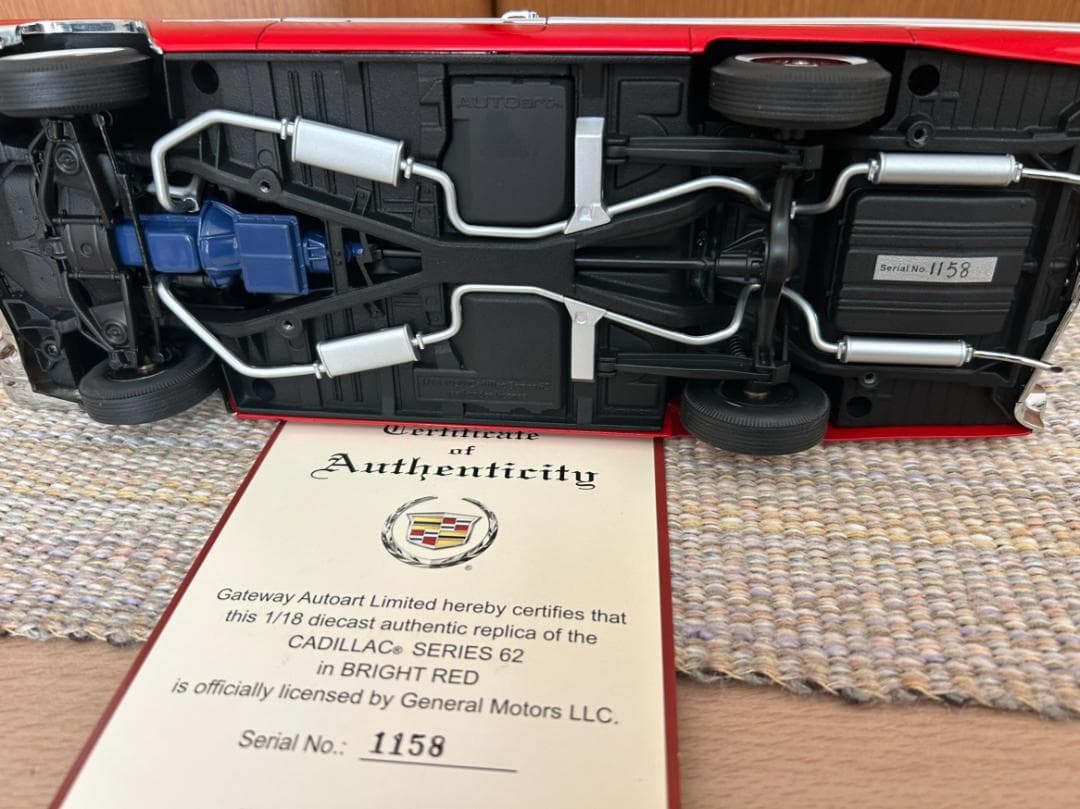 AUTOart
Serial No. 1158
Certificate
of
Authenticity
Gateway Autoart Limited hereby certifies that
this 1/18 diecast authentic replica of the
CADILLAC® SERIES 62
in BRIGHT RED
is officially licensed by General Motors LLC.
Serial No.: 1158